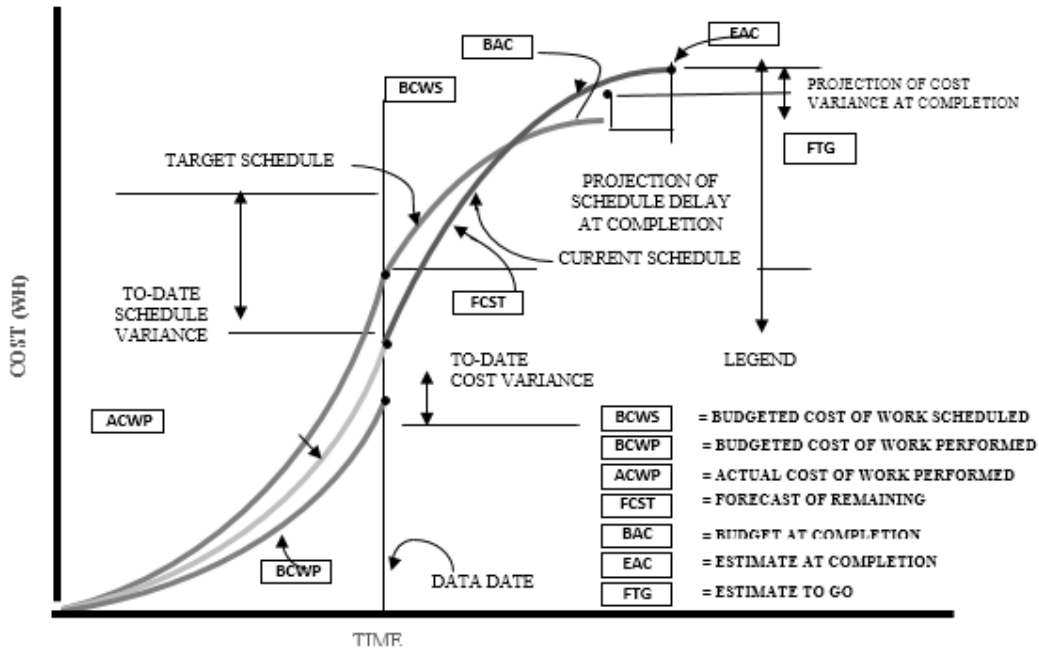 EAC
BAC
BCWS
PROJECTION OF COST
VARIANCE AT COMPLETION
FTG
TARGET SCHEDULE
PROJECTION OF
SCHEDULE DELAY
AT COMPLETION
CURRENT SCHEDULE
TO-DATE
SCHEDULE
VARIANCE
FCST
COST (WH)
TO-DATE
COST VARIANCE
LEGEND
ACWP
BCWP
DATA DATE
TIME
BCWS = BUDGETED COST OF WORK SCHEDULED
BCWP = BUDGETED COST OF WORK PERFORMED
ACWP = ACTUAL COST OF WORK PERFORMED
FCST = FORECAST OF REMAINING
BAC = BUDGET AT COMPLETION
EAC = ESTIMATE AT COMPLETION
FTG = ESTIMATE TO GO